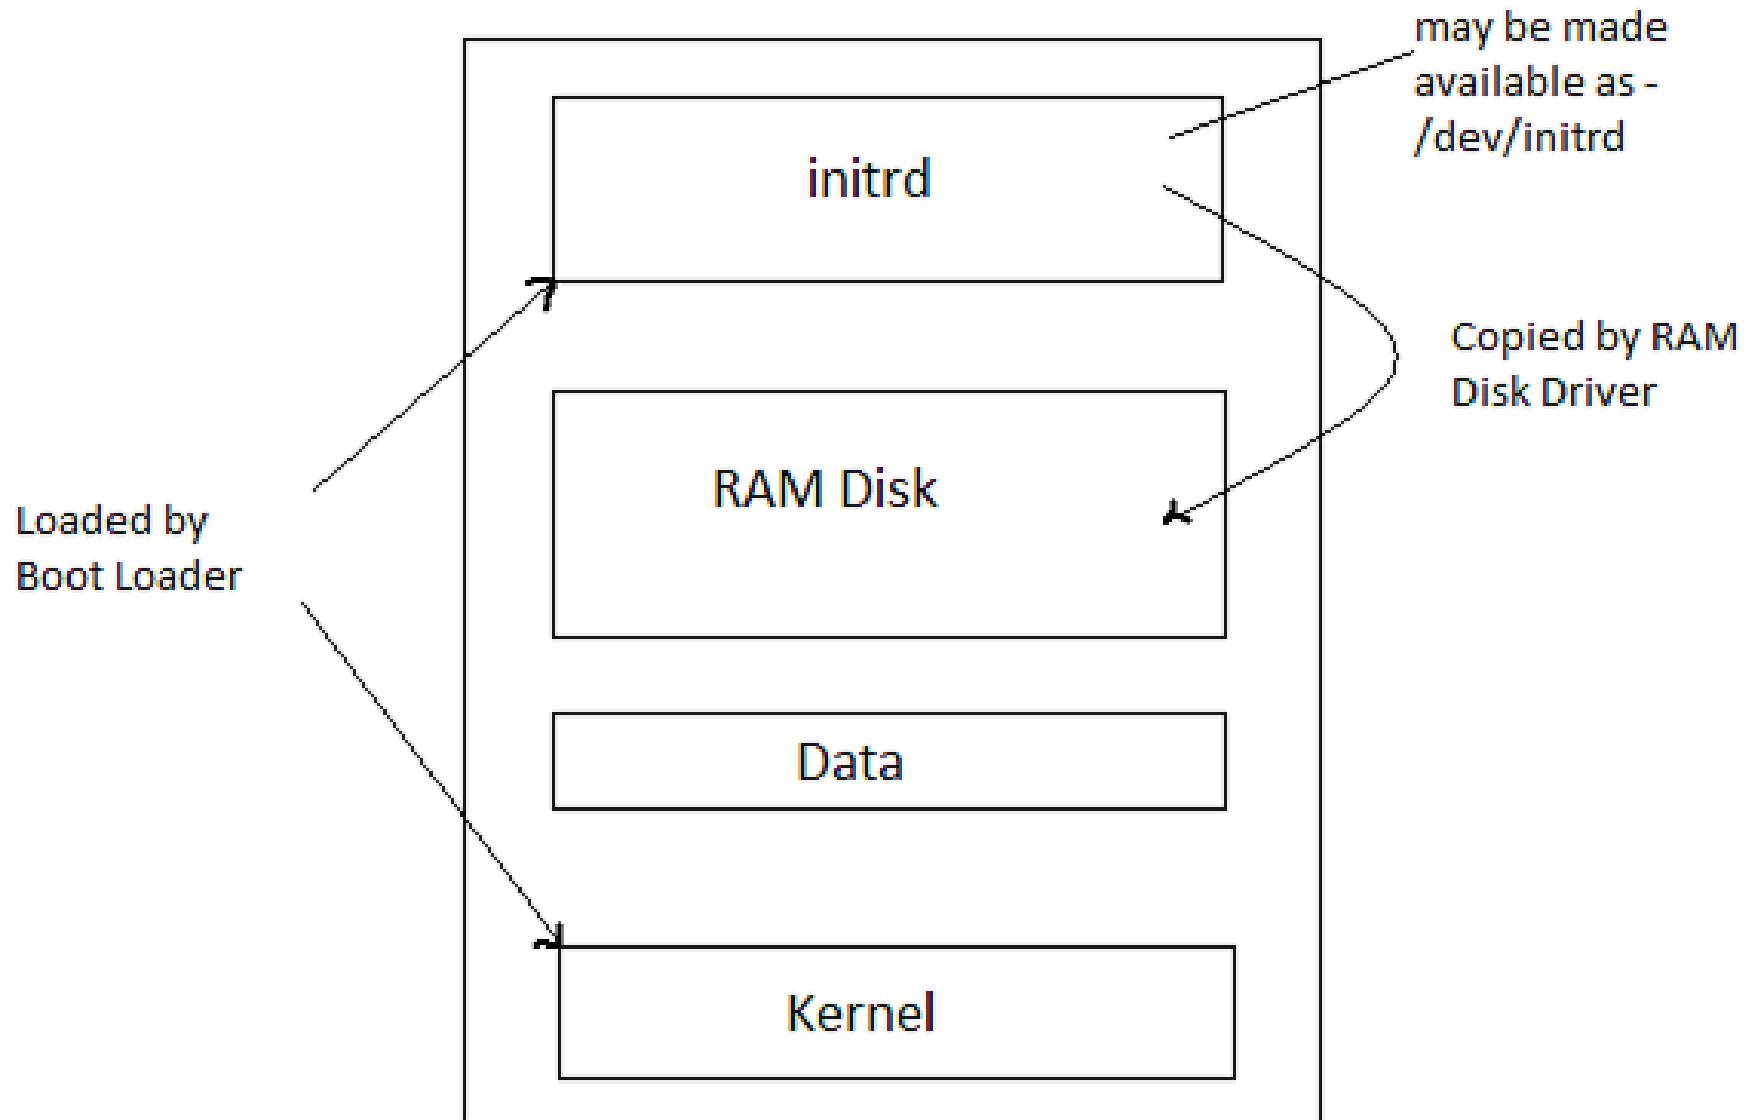 may be made
available as -
/dev/initrd
initrd
Copied by RAM
Disk Driver
RAM Disk
Loaded by
Boot Loader
Data
Kernel